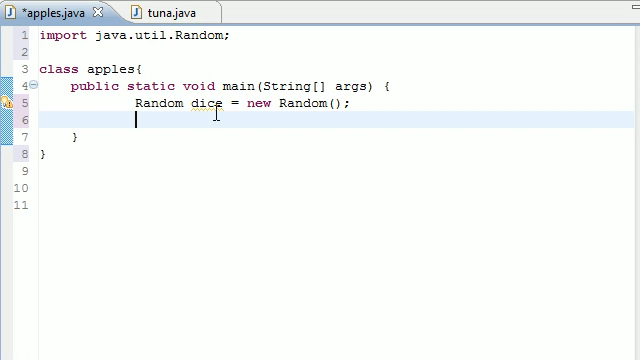 *apples.java tuna.java
1 import java.util.Random;
2
3 class apples{
4 public static void main(String[] args) {
5 Random dice = new Random();
6
7 }
8 }
9
10
11